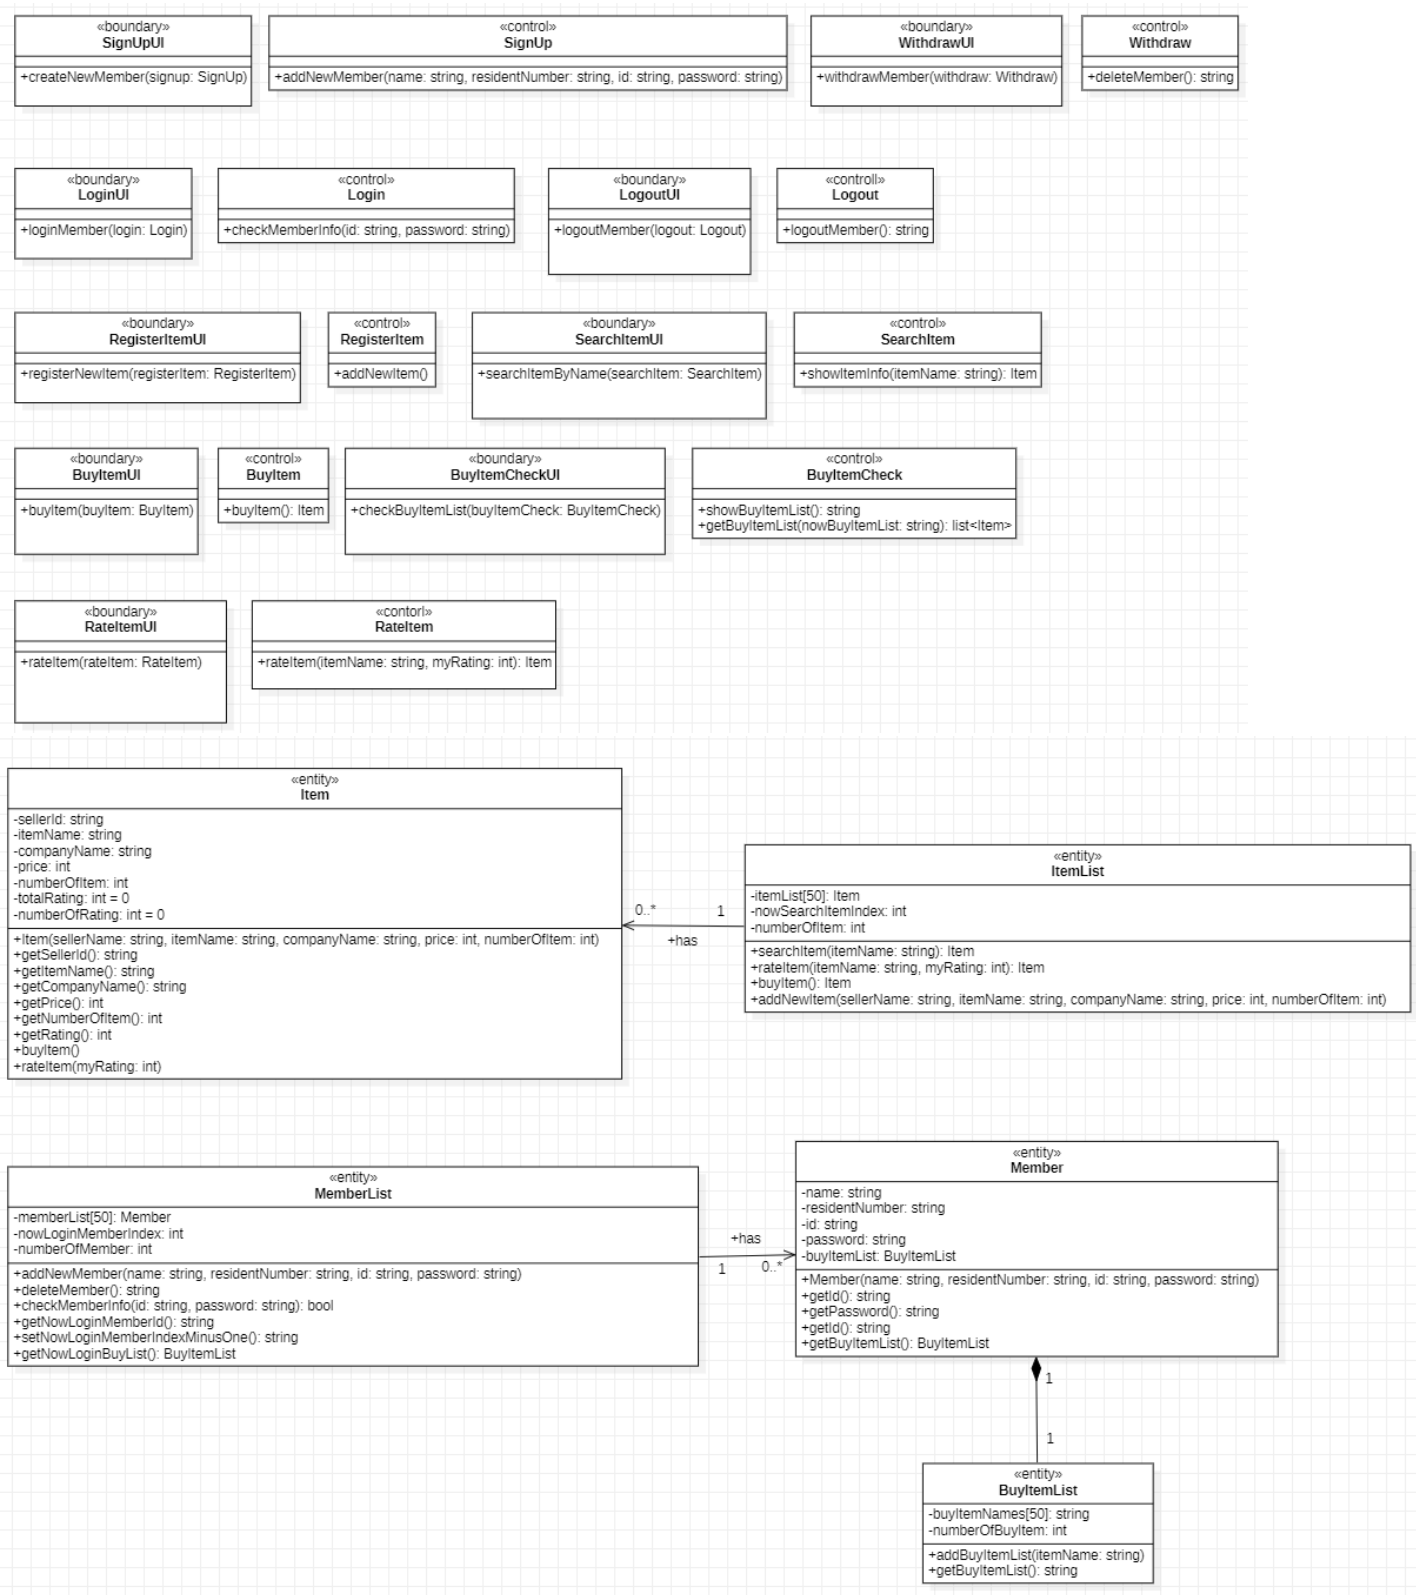 «boundary»
SignUpUI
+createNewMember(signup: SignUp)
«control»
SignUp
+addNewMember(name: string, residentNumber: string, id: string, password: string)
«boundary»
WithdrawUI
+withdrawMember(withdraw: Withdraw)
«control»
Withdraw
+deleteMember(): string
«boundary»
LoginUI
+loginMember(login: Login)
«control»
Login
+checkMemberInfo(id: string, password: string)
«boundary»
LogoutUI
+logoutMember(logout: Logout)
«controll»
Logout
+logoutMember(): string
«boundary»
RegisterItemUI
+registerNewItem(registerItem: RegisterItem)
«control»
RegisterItem
+addNewItem()
«boundary»
SearchItemUI
+searchItemByName(searchItem: SearchItem)
«control»
SearchItem
+showItemInfo(itemName: string): Item
«boundary»
BuyItemUI
+buyItem(buyItem: BuyItem)
«control»
BuyItem
+buyItem(): Item
«boundary»
BuyItemCheckUI
+checkBuyItemList(buyItemCheck: BuyItemCheck)
«control»
BuyItemCheck
+showBuyItemList(): string
+getBuyItemList(nowBuyItemList: string): list<Item>
«boundary»
RateItemUI
+rateItem(rateItem: RateItem)
«contorl»
RateItem
+rateItem(itemName: string, myRating: int): Item
«entity»
Item
-sellerId: string
-itemName: string
-companyName: string
-price: int
-numberOfItem: int
-totalRating: int = 0
-numberOfRating: int = 0
+Item(sellerName: string, itemName: string, companyName: string, price: int, numberOfItem: int)
+getSellerId(): string
+getItemName(): string
+getCompanyName(): string
+getPrice(): int
+getNumberOfItem(): int
+getRating(): int
+buyItem()
+rateItem(myRating: int)
0..*
1
+has
«entity»
ItemList
-itemList[50]: Item
-nowSearchItemIndex: int
-numberOfItem: int
+searchItem(itemName: string): Item
+rateItem(itemName: string, myRating: int): Item
+buyItem(): Item
+addNewItem(sellerName: string, itemName: string, companyName: string, price: int, numberOfItem: int)
«entity»
MemberList
-memberList[50]: Member
-nowLoginMemberIndex: int
-numberOfMember: int
+addNewMember(name: string, residentNumber: string, id: string, password: string)
+deleteMember(): string
+checkMemberInfo(id: string, password: string): bool
+getNowLoginMemberId(): string
+setNowLoginMemberIndexMinusOne(): string
+getNowLoginBuyList(): BuyItemList
+has
1
0..*
«entity»
Member
-name: string
-residentNumber: string
-id: string
-password: string
-buyItemList: BuyItemList
+Member(name: string, residentNumber: string, id: string, password: string)
+getId(): string
+getPassword(): string
+getId(): string
+getBuyItemList(): BuyItemList
1
1
«entity»
BuyItemList
-buyItemNames[50]: string
-numberOfBuyItem: int
+addBuyItemList(itemName: string)
+getBuyItemList(): string